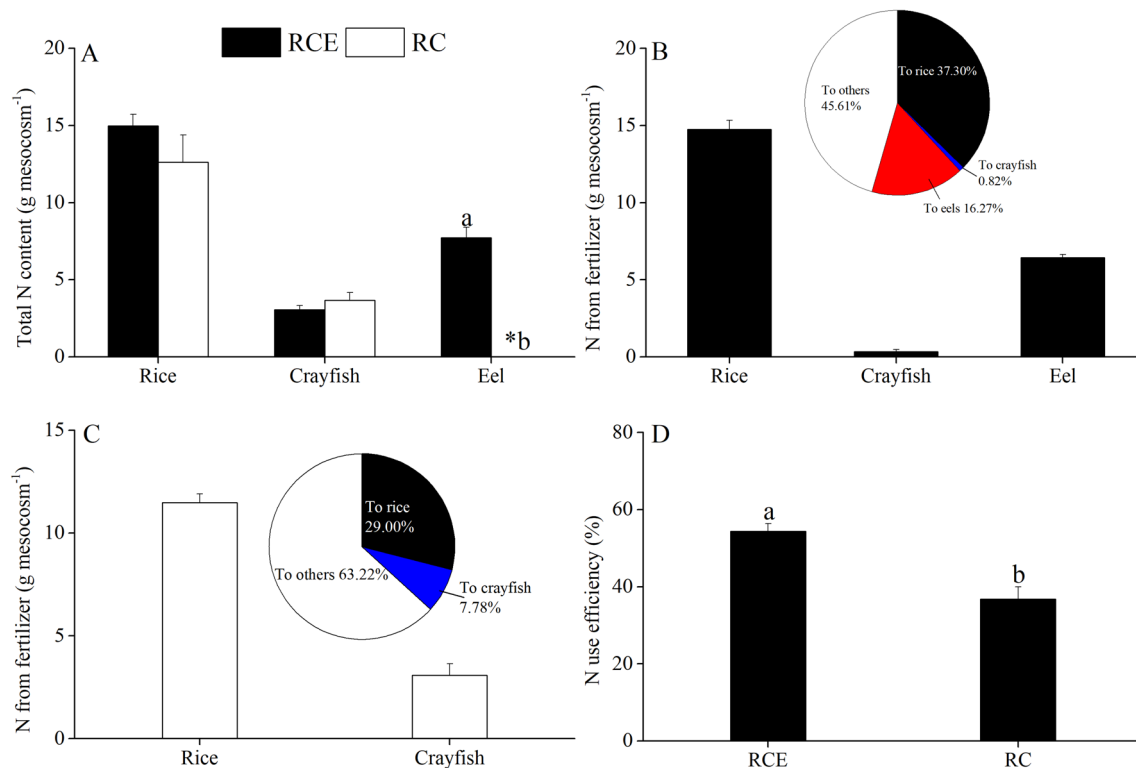 A
RCE
RC
Total N content (g mesocosm⁻¹)
20
15
10
5
0
a
*b
Rice
Crayfish
Eel
B
N from fertilizer (g mesocosm⁻¹)
20
15
10
5
0
To rice 37.30%
To others
45.61%
To crayfish
0.82%
To eels 16.27%
Rice
Crayfish
Eel
C
N from fertilizer (g mesocosm⁻¹)
15
10
5
0
To rice
29.00%
To others 63.22%
To crayfish
7.78%
Rice
Crayfish
D
N use efficiency (%)
80
60
40
20
0
a
b
RCE
RC